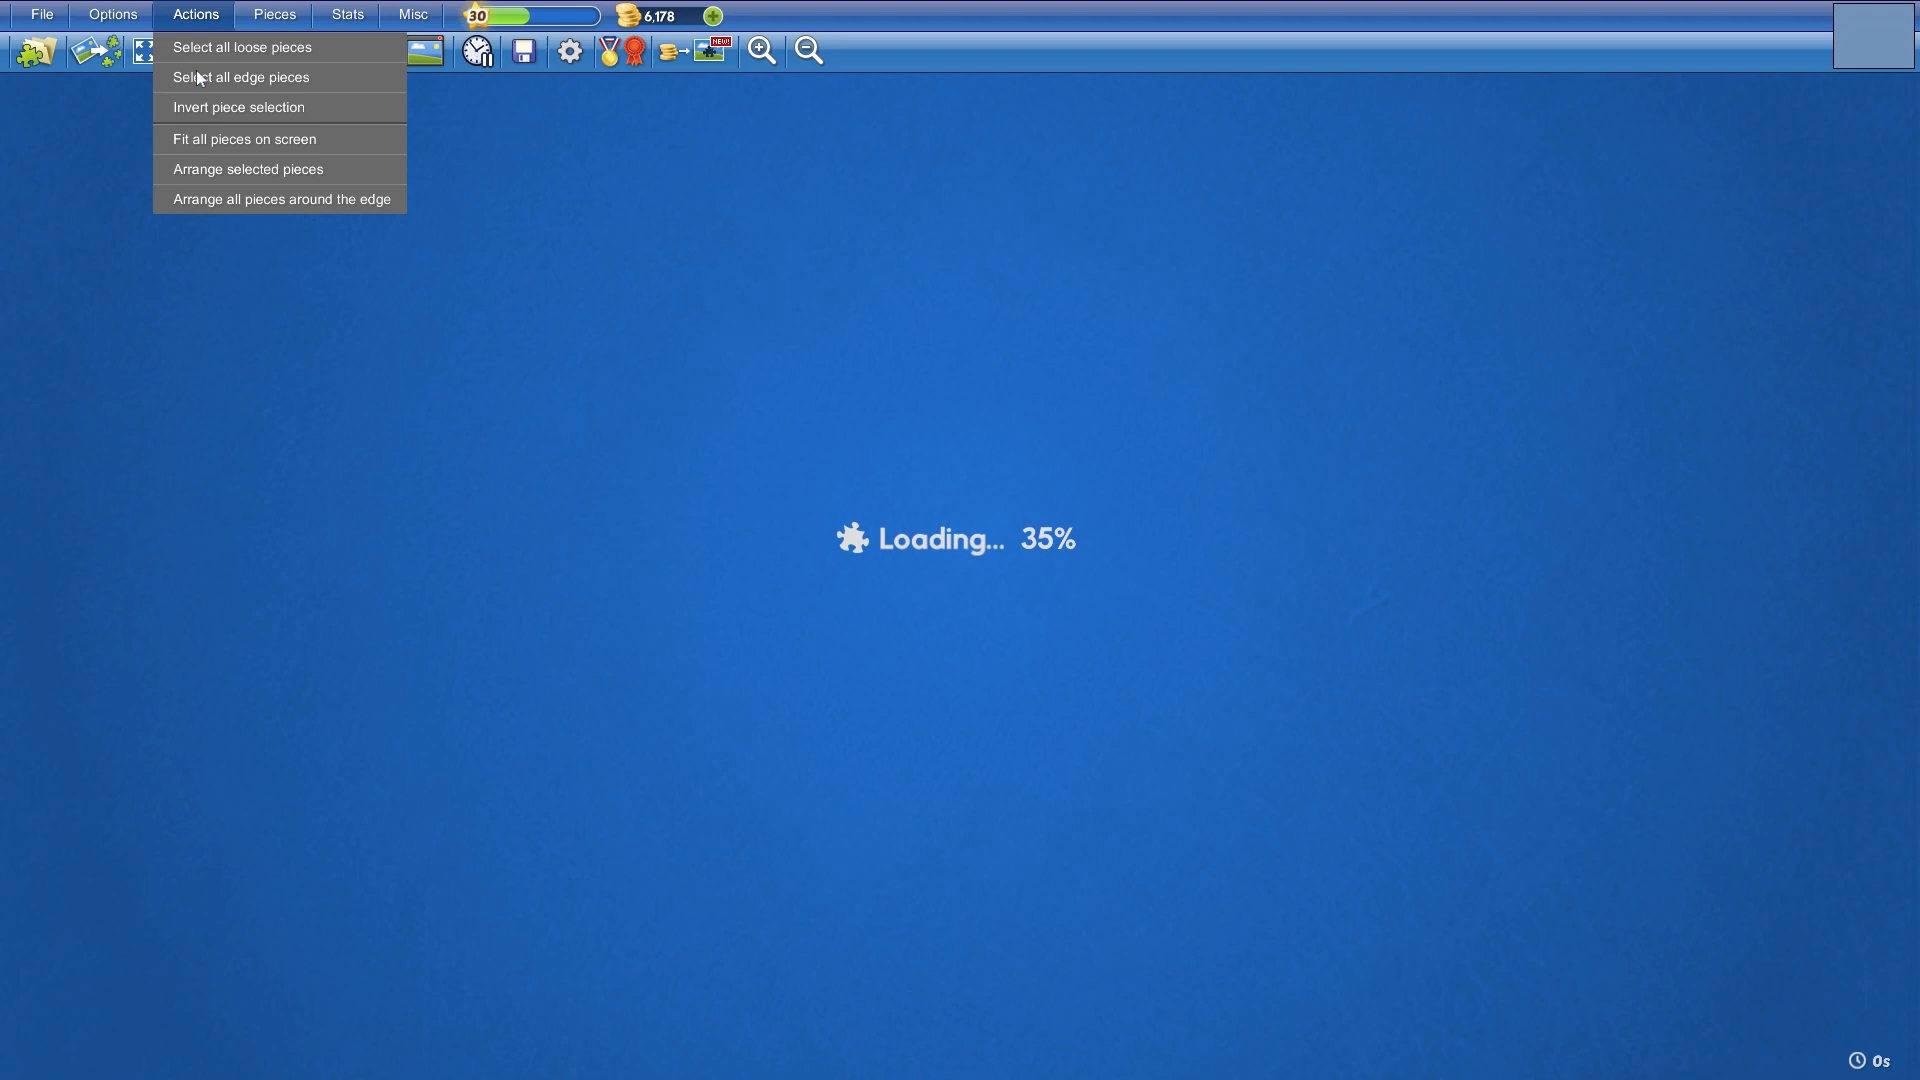 File Options Actions Pieces Stats Misc 30 6,178
NEW!
Select all loose pieces
Select all edge pieces
Invert piece selection
Fit all pieces on screen
Arrange selected pieces
Arrange all pieces around the edge
Loading... 35%
0s